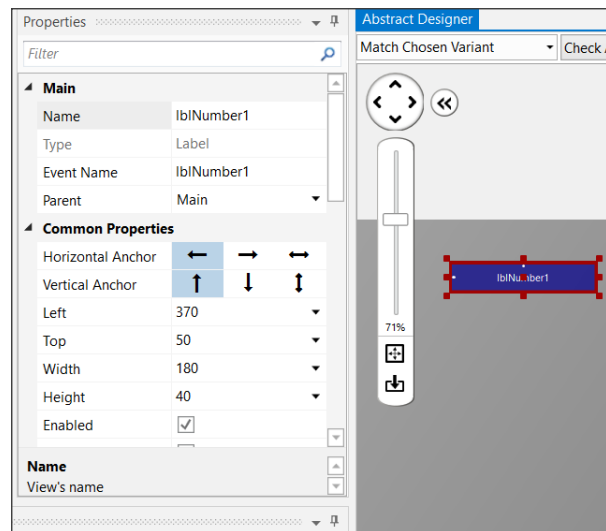 Properties
Filter
Main
Name lblNumber1
Type Label
Event Name lblNumber1
Parent Main
Common Properties
Horizontal Anchor
Vertical Anchor
Left 370
Top 50
Width 180
Height 40
Enabled
Name
View's name
Abstract Designer
Match Chosen Variant
Check
71%
lblNumber1